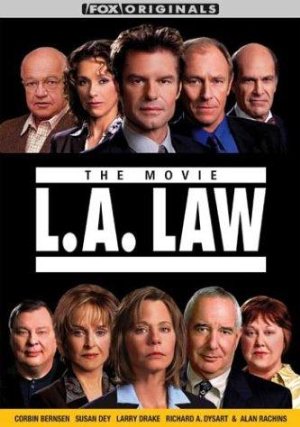 FOX ORIGINALS
THE MOVIE
L.A. LAW
CORBIN BERNSEN SUSAN DEY LARRY DRAKE RICHARD A. DYSART & ALAN RACHINS